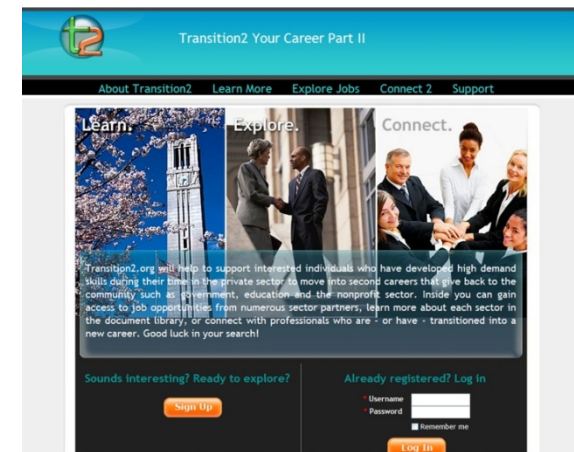 t2
Transition2 Your Career Part II
About Transition2 Learn More Explore Jobs Connect 2 Support
Learn. Explore. Connect.
Transition2.org will help to support interested individuals who have developed high demand
skills during their time in the private sector to move into second careers that give back to the
community such as government, education and the nonprofit sector. Inside you can gain
access to job opportunities from numerous sector partners, learn more about each sector in
the document library, or connect with professionals who are - or have - transitioned into a
new career. Good luck in your search!
Sounds interesting? Ready to explore?
Sign Up
Already registered? Log in
* Username
* Password
Remember me
Log In